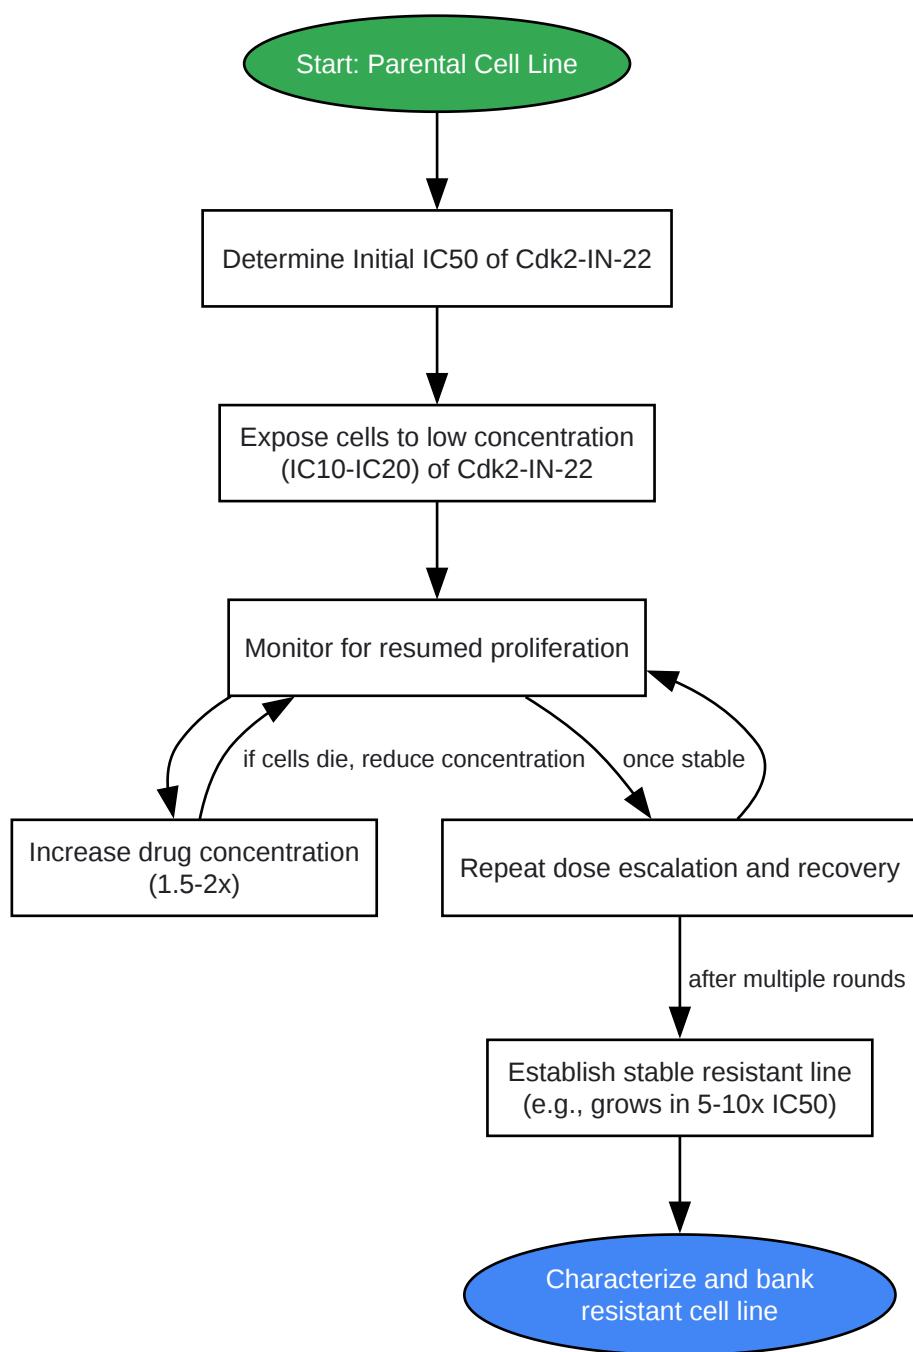 Start: Parental Cell Line
Determine Initial IC50 of Cdk2-IN-22
Expose cells to low concentration
(IC10-IC20) of Cdk2-IN-22
Monitor for resumed proliferation
if cells die, reduce concentration
once stable
Increase drug concentration
(1.5-2x)
Repeat dose escalation and recovery
after multiple rounds
Establish stable resistant line
(e.g., grows in 5-10x IC50)
Characterize and bank
resistant cell line